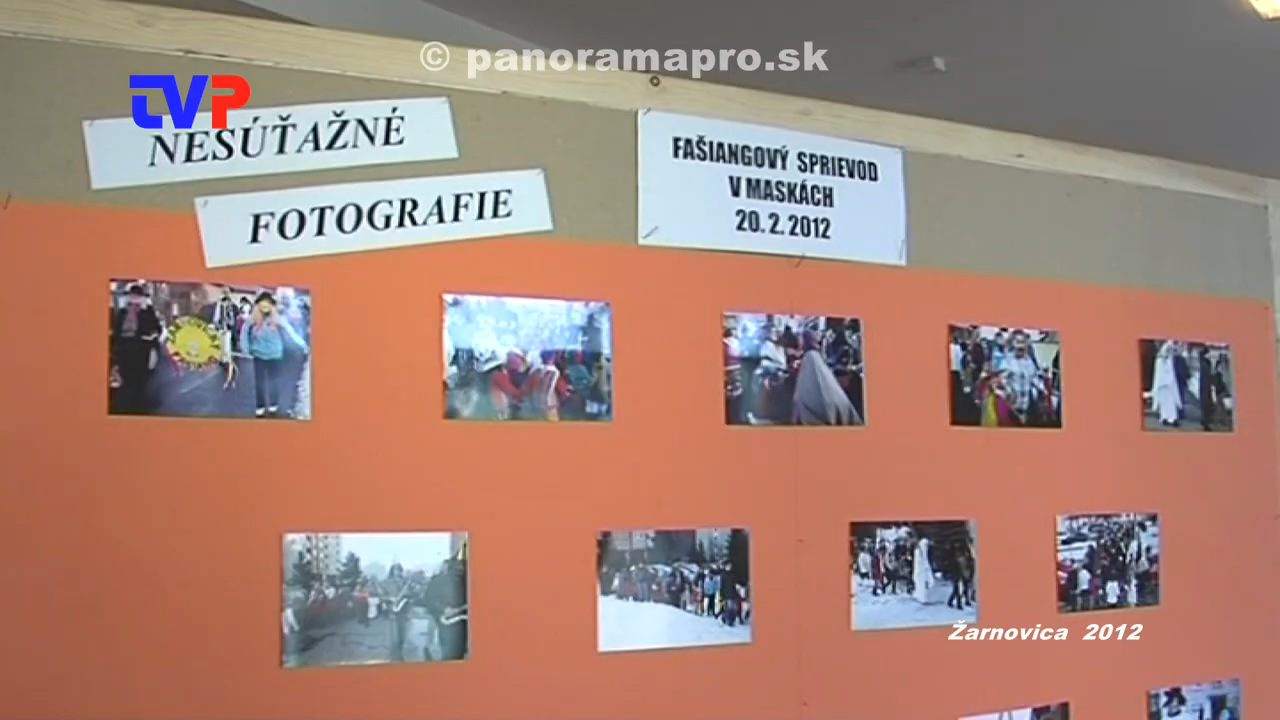 © panoramapro.sk
TVP
NESÚŤAŽNÉ
FOTOGRAFIE
FAŠIANGOVÝ SPRIEVOD
V MASKÁCH
20. 2. 2012
Žarnovica 2012